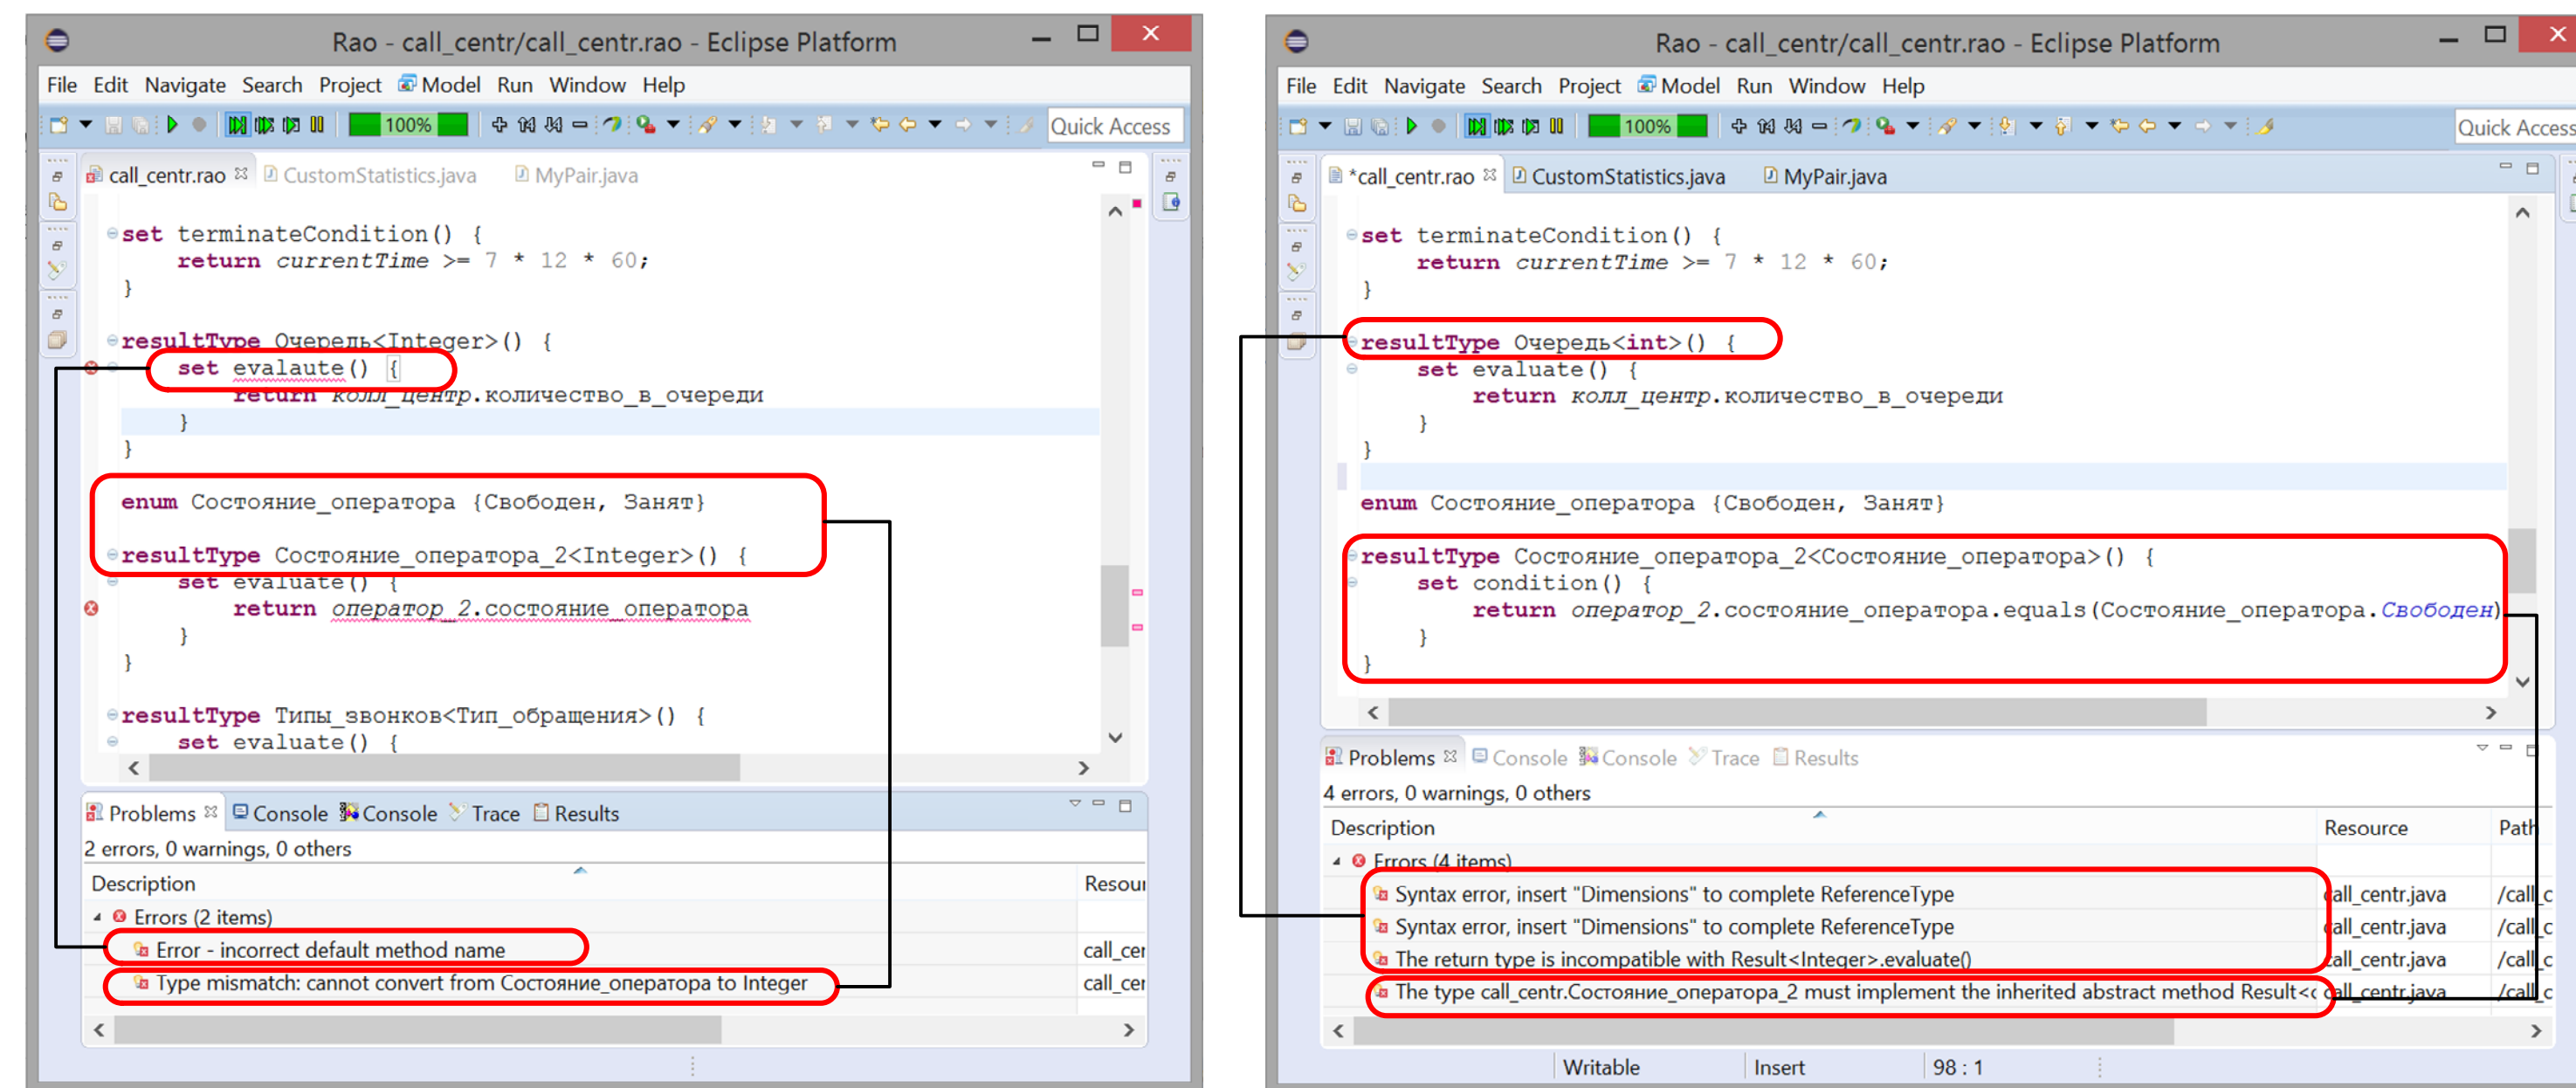 Rao - call_centr/call_centr.rao - Eclipse Platform
File Edit Navigate Search Project Model Run Window Help
100%
Quick Access
call_centr.rao CustomStatistics.java MyPair.java
set terminateCondition() {
return currentTime >= 7 * 12 * 60;
}
resultType Очередь<Integer>() {
set evalaute() {
return колл_центр.количество_в_очереди
}
}
enum Состояние_оператора {Свободен, Занят}
resultType Состояние_оператора_2<Integer>() {
set evaluate() {
return оператор_2.состояние_оператора
}
}
resultType Типы_звонков<Тип_обращения>() {
set evaluate() {
Problems Console Console Trace Results
2 errors, 0 warnings, 0 others
Description Resour
Errors (2 items)
Error - incorrect default method name call_cer
Type mismatch: cannot convert from Состояние_оператора to Integer call_cer
Rao - call_centr/call_centr.rao - Eclipse Platform
File Edit Navigate Search Project Model Run Window Help
100%
Quick Access
*call_centr.rao CustomStatistics.java MyPair.java
set terminateCondition() {
return currentTime >= 7 * 12 * 60;
}
resultType Очередь<int>() {
set evaluate() {
return колл_центр.количество_в_очереди
}
}
enum Состояние_оператора {Свободен, Занят}
resultType Состояние_оператора_2<Состояние_оператора>() {
set condition() {
return оператор_2.состояние_оператора.equals(Состояние_оператора.Свободен)
}
}
Problems Console Console Trace Results
4 errors, 0 warnings, 0 others
Description Resource Path
Errors (4 items)
Syntax error, insert "Dimensions" to complete ReferenceType call_centr.java /call_c
Syntax error, insert "Dimensions" to complete ReferenceType call_centr.java /call_c
The return type is incompatible with Result<Integer>.evaluate() call_centr.java /call_c
The type call_centr.Состояние_оператора_2 must implement the inherited abstract method Result<c call_centr.java /call_c
Writable Insert 98 : 1